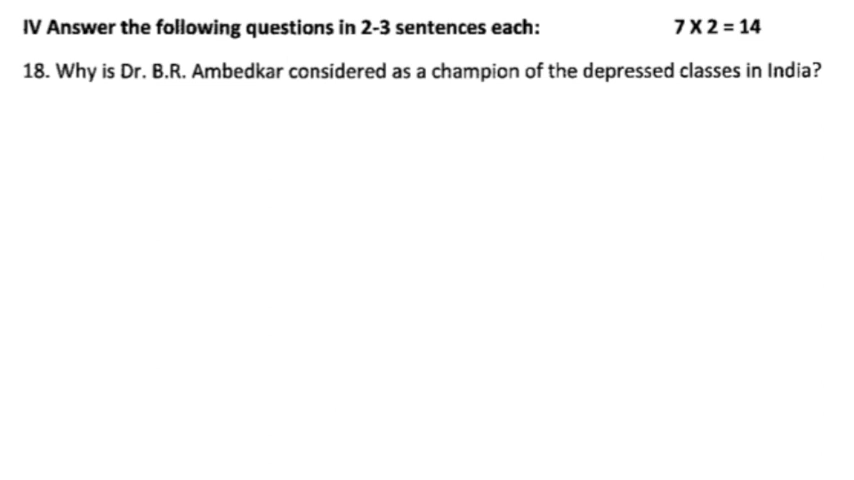 IV Answer the following questions in 2-3 sentences each: 7 X 2 = 14
18. Why is Dr. B.R. Ambedkar considered as a champion of the depressed classes in India?